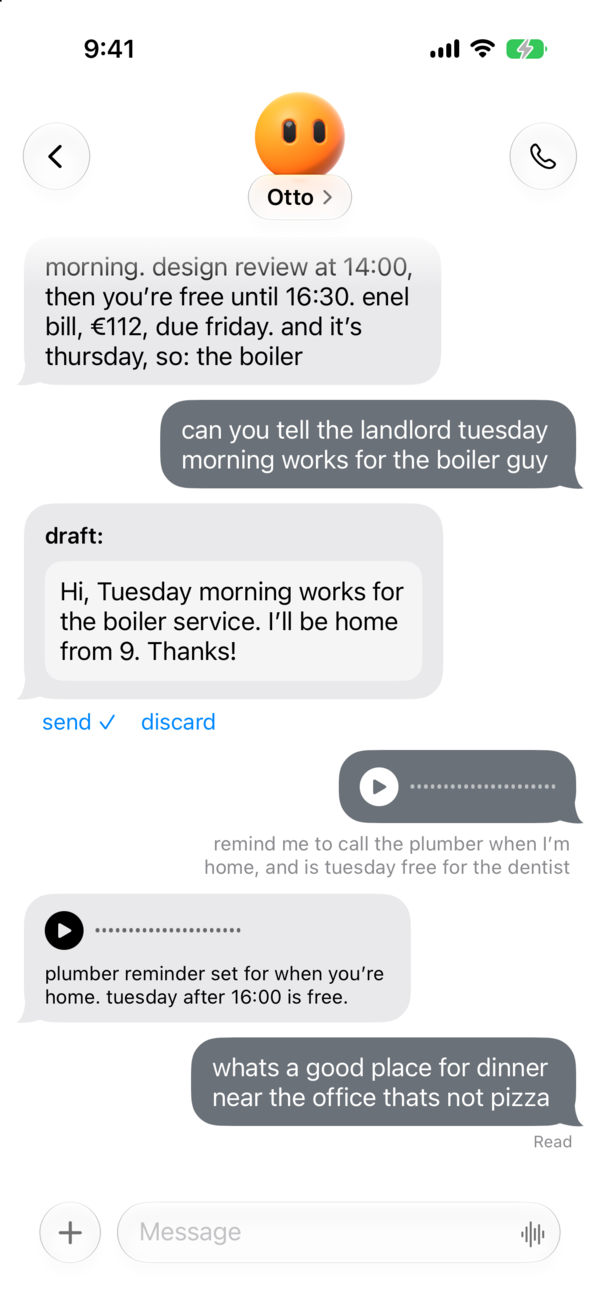 9:41
Otto
morning. design review at 14:00,
then you’re free until 16:30. enel
bill, €112, due friday. and it’s
thursday, so: the boiler
can you tell the landlord tuesday
morning works for the boiler guy
draft:
Hi, Tuesday morning works for
the boiler service. I’ll be home
from 9. Thanks!
send ✓ discard
remind me to call the plumber when I’m
home, and is tuesday free for the dentist
plumber reminder set for when you’re
home. tuesday after 16:00 is free.
whats a good place for dinner
near the office thats not pizza
Read
Message